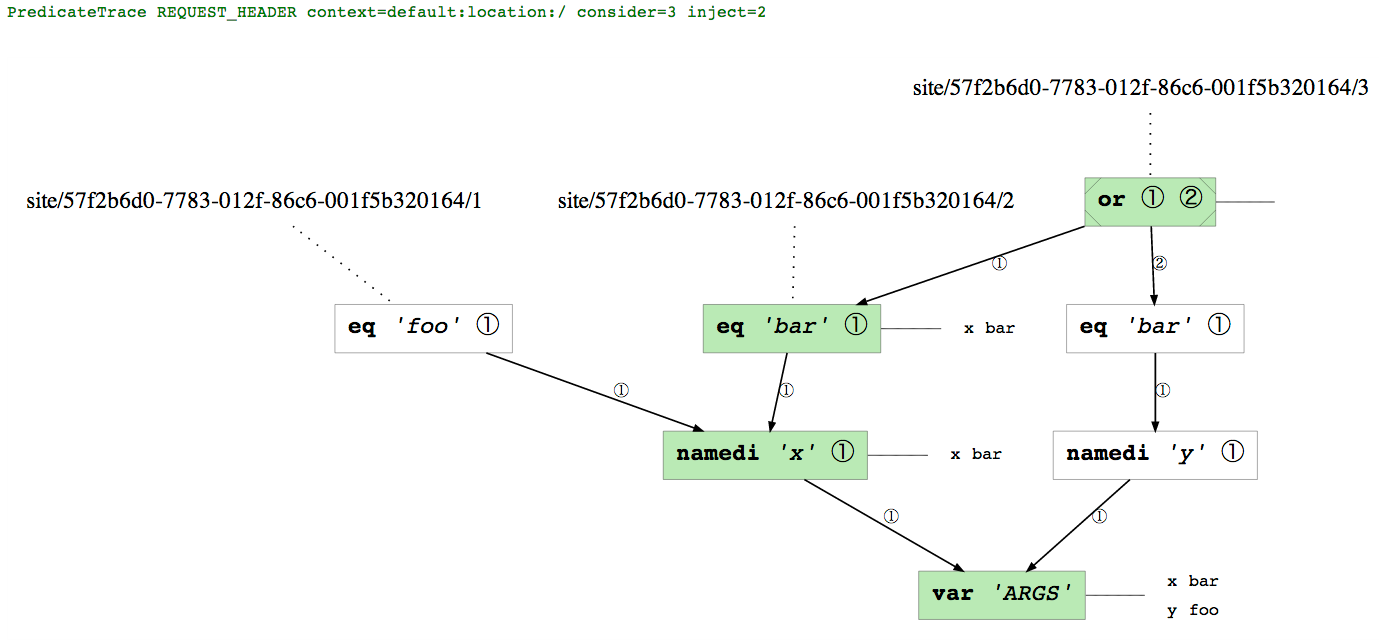 PredicateTrace REQUEST_HEADER context=default:location:/ consider=3 inject=2
site/57f2b6d0-7783-012f-86c6-001f5b320164/3
site/57f2b6d0-7783-012f-86c6-001f5b320164/1
site/57f2b6d0-7783-012f-86c6-001f5b320164/2
or ① ②
①
②
eq 'foo' ①
eq 'bar' ①
x bar
eq 'bar' ①
①
①
①
namedi 'x' ①
x bar
namedi 'y' ①
①
①
var 'ARGS'
x bar
y foo